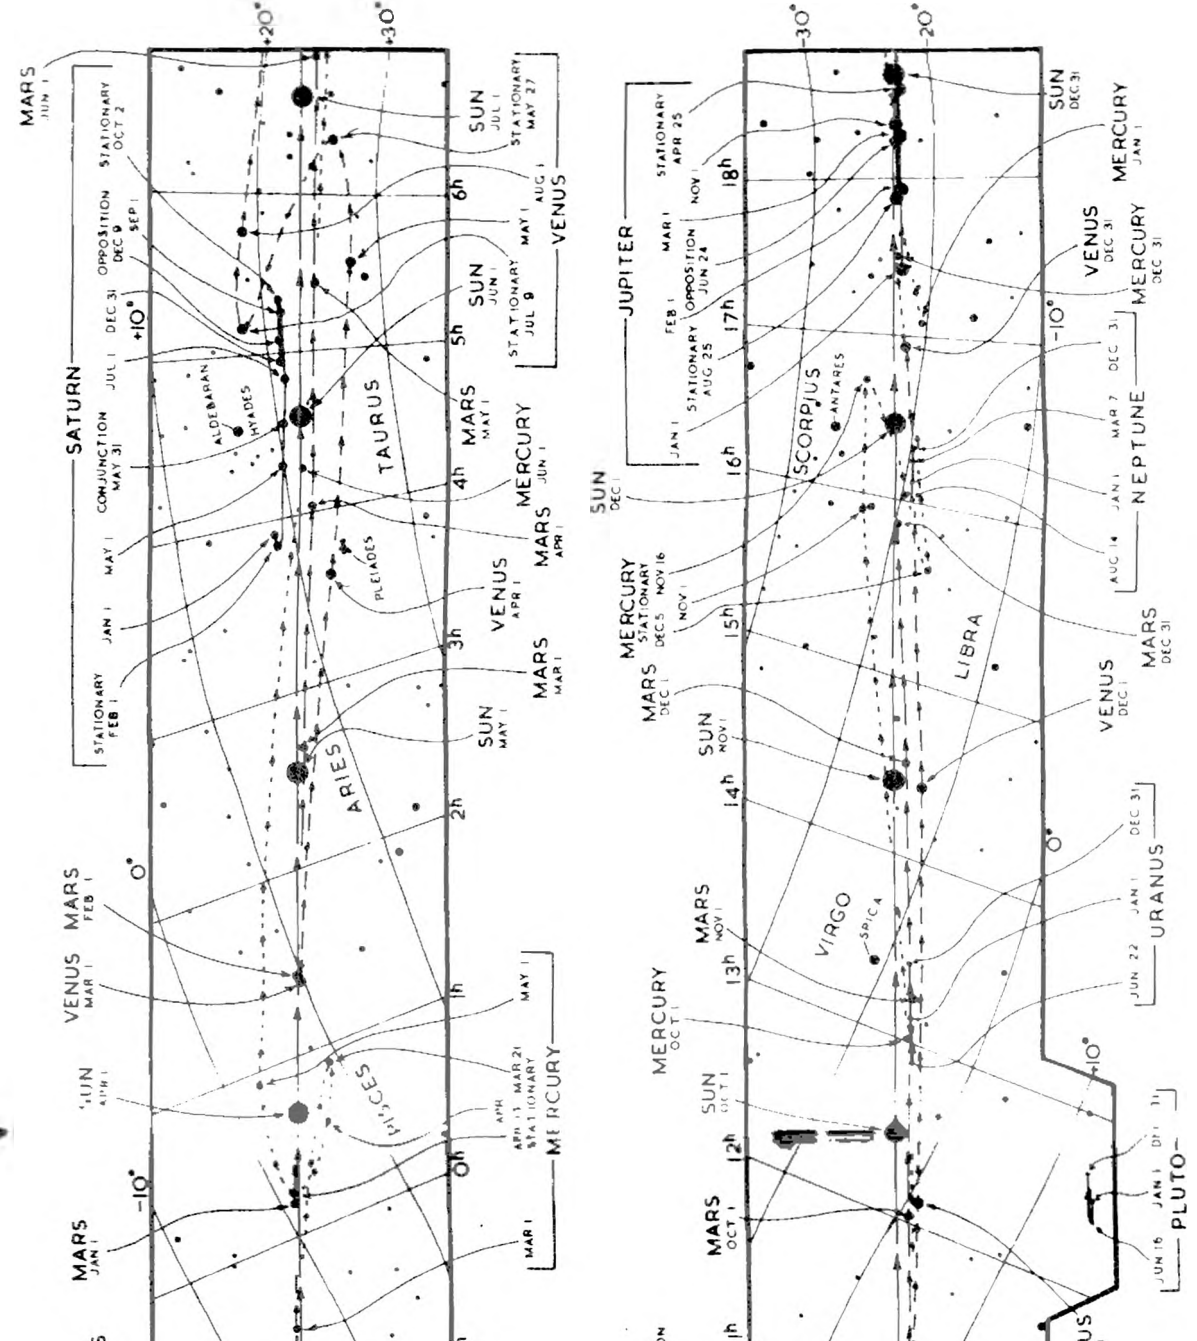 +20°
+30°
MARS
JUN 1
SATURN
STATIONARY
OCT 2
OPPOSITION
DEC 9
SEP 1
DEC 31
+10°
JUL 1
CONJUNCTION
MAY 31
MAY 1
JAN 1
STATIONARY
FEB 1
SUN
JUL 1
STATIONARY
MAY 27
6h
AUG 1
MAY 1
VENUS
SUN
JUN 1
STATIONARY
JUL 9
5h
ALDEBARAN
HYADES
TAURUS
MARS
MAY 1
4h
MERCURY
JUN 1
MARS
APR 1
PLEIADES
VENUS
APR 1
3h
MARS
MAR 1
SUN
MAY 1
ARIES
2h
0°
MARS
FEB 1
VENUS
MAR 1
1h
MAY 1
SUN
APR 1
PISCES
MAR 21
STATIONARY
APR
MERCURY
0h
-10°
MARS
JAN 1
MAR 1
-30°
-20°
SUN
DEC 31
JUPITER
STATIONARY
APR 25
NOV 1
MAR 1
OPPOSITION
JUN 24
FEB 1
STATIONARY
AUG 25
JAN 1
18h
MERCURY
JAN 1
VENUS
DEC 31
MERCURY
DEC 31
17h
-10°
SCORPIUS
ANTARES
16h
SUN
DEC 1
DEC 31
MAR 7
JAN 1
AUG 14
NEPTUNE
MERCURY
STATIONARY
DEC 5 NOV 16
NOV 1
15h
LIBRA
MARS
DEC 31
MARS
DEC 1
VENUS
DEC 1
SUN
NOV 1
14h
0°
DEC 31
JAN 1
JUN 22
URANUS
MARS
NOV 1
VIRGO
SPICA
13h
MERCURY
OCT 1
+10°
SUN
OCT 1
12h
JAN 1
JUN 16
PLUTO
MARS
OCT 1
1h
US